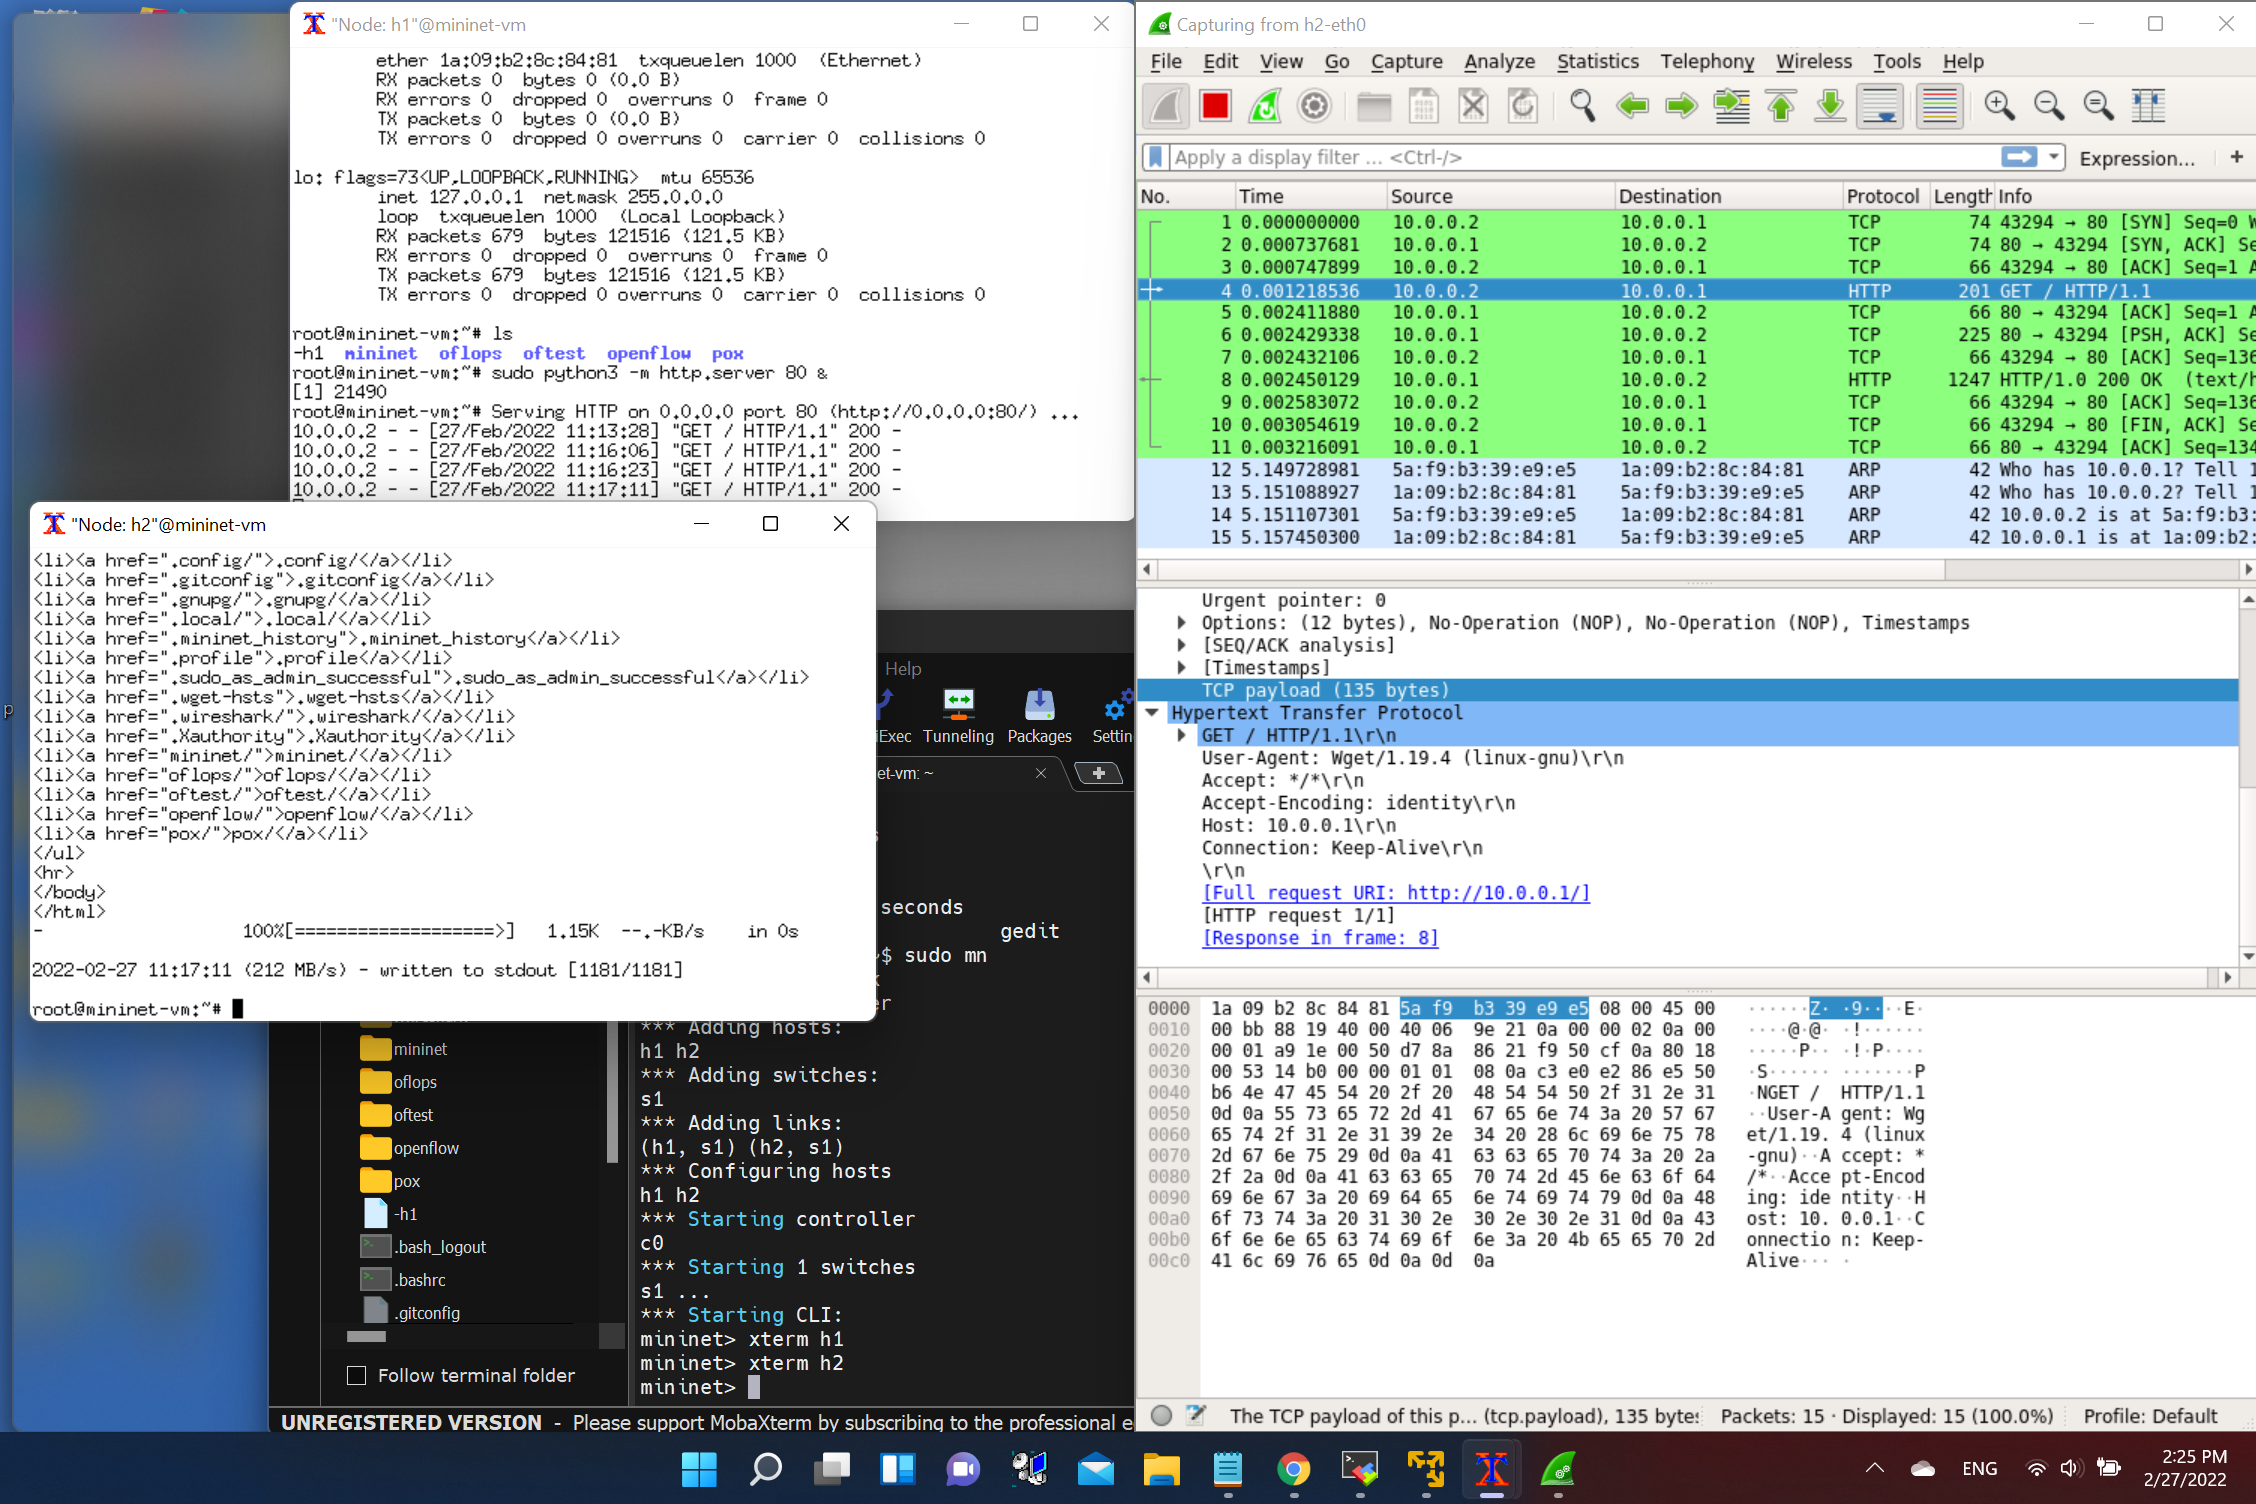 "Node: h1"@mininet-vm
ether 1a:09:b2:8c:84:81  txqueuelen 1000  (Ethernet)
RX packets 0  bytes 0 (0.0 B)
RX errors 0  dropped 0  overruns 0  frame 0
TX packets 0  bytes 0 (0.0 B)
TX errors 0  dropped 0 overruns 0  carrier 0  collisions 0
lo: flags=73<UP,LOOPBACK,RUNNING>  mtu 65536
inet 127.0.0.1  netmask 255.0.0.0
loop  txqueuelen 1000  (Local Loopback)
RX packets 679  bytes 121516 (121.5 KB)
RX errors 0  dropped 0  overruns 0  frame 0
TX packets 679  bytes 121516 (121.5 KB)
TX errors 0  dropped 0 overruns 0  carrier 0  collisions 0
root@mininet-vm:~# ls
-h1  mininet  oflops  oftest  openflow  pox
root@mininet-vm:~# sudo python3 -m http.server 80 &
[1] 21490
root@mininet-vm:~# Serving HTTP on 0.0.0.0 port 80 (http://0.0.0.0:80/) ...
10.0.0.2 - - [27/Feb/2022 11:13:28] "GET / HTTP/1.1" 200 -
10.0.0.2 - - [27/Feb/2022 11:16:06] "GET / HTTP/1.1" 200 -
10.0.0.2 - - [27/Feb/2022 11:16:23] "GET / HTTP/1.1" 200 -
10.0.0.2 - - [27/Feb/2022 11:17:11] "GET / HTTP/1.1" 200 -
"Node: h2"@mininet-vm
<li><a href=".config/">.config/</a></li>
<li><a href=".gitconfig">.gitconfig</a></li>
<li><a href=".gnupg/">.gnupg/</a></li>
<li><a href=".local/">.local/</a></li>
<li><a href=".mininet_history">.mininet_history</a></li>
<li><a href=".profile">.profile</a></li>
<li><a href=".sudo_as_admin_successful">.sudo_as_admin_successful</a></li>
<li><a href=".wget-hsts">.wget-hsts</a></li>
<li><a href=".wireshark/">.wireshark/</a></li>
<li><a href=".Xauthority">.Xauthority</a></li>
<li><a href="mininet/">mininet/</a></li>
<li><a href="oflops/">oflops/</a></li>
<li><a href="oftest/">oftest/</a></li>
<li><a href="openflow/">openflow/</a></li>
<li><a href="pox/">pox/</a></li>
</ul>
<hr>
</body>
</html>
-                   100%[===================>]   1.15K  --.-KB/s    in 0s
2022-02-27 11:17:11 (212 MB/s) - written to stdout [1181/1181]
root@mininet-vm:~#
p
Help
iExec Tunneling Packages Settin
et-vm: ~
seconds
gedit
$ sudo mn
er
*** Adding hosts:
h1 h2
*** Adding switches:
s1
*** Adding links:
(h1, s1) (h2, s1)
*** Configuring hosts
h1 h2
*** Starting controller
c0
*** Starting 1 switches
s1 ...
*** Starting CLI:
mininet> xterm h1
mininet> xterm h2
mininet>
mininet
oflops
oftest
openflow
pox
-h1
.bash_logout
.bashrc
.gitconfig
Follow terminal folder
UNREGISTERED VERSION  -  Please support MobaXterm by subscribing to the professional e
Capturing from h2-eth0
File Edit View Go Capture Analyze Statistics Telephony Wireless Tools Help
Apply a display filter ... <Ctrl-/> Expression... +
No. Time Source Destination Protocol Length Info
1 0.000000000 10.0.0.2 10.0.0.1 TCP 74 43294 → 80 [SYN] Seq=0 W
2 0.000737681 10.0.0.1 10.0.0.2 TCP 74 80 → 43294 [SYN, ACK] Se
3 0.000747899 10.0.0.2 10.0.0.1 TCP 66 43294 → 80 [ACK] Seq=1 A
4 0.001218536 10.0.0.2 10.0.0.1 HTTP 201 GET / HTTP/1.1
5 0.002411880 10.0.0.1 10.0.0.2 TCP 66 80 → 43294 [ACK] Seq=1 A
6 0.002429338 10.0.0.1 10.0.0.2 TCP 225 80 → 43294 [PSH, ACK] Se
7 0.002432106 10.0.0.2 10.0.0.1 TCP 66 43294 → 80 [ACK] Seq=136
8 0.002450129 10.0.0.1 10.0.0.2 HTTP 1247 HTTP/1.0 200 OK  (text/h
9 0.002583072 10.0.0.2 10.0.0.1 TCP 66 43294 → 80 [ACK] Seq=136
10 0.003054619 10.0.0.2 10.0.0.1 TCP 66 43294 → 80 [FIN, ACK] Se
11 0.003216091 10.0.0.1 10.0.0.2 TCP 66 80 → 43294 [ACK] Seq=134
12 5.149728981 5a:f9:b3:39:e9:e5 1a:09:b2:8c:84:81 ARP 42 Who has 10.0.0.1? Tell 1
13 5.151088927 1a:09:b2:8c:84:81 5a:f9:b3:39:e9:e5 ARP 42 Who has 10.0.0.2? Tell 1
14 5.151107301 5a:f9:b3:39:e9:e5 1a:09:b2:8c:84:81 ARP 42 10.0.0.2 is at 5a:f9:b3:
15 5.157450300 1a:09:b2:8c:84:81 5a:f9:b3:39:e9:e5 ARP 42 10.0.0.1 is at 1a:09:b2:
Urgent pointer: 0
Options: (12 bytes), No-Operation (NOP), No-Operation (NOP), Timestamps
[SEQ/ACK analysis]
[Timestamps]
TCP payload (135 bytes)
Hypertext Transfer Protocol
GET / HTTP/1.1\r\n
User-Agent: Wget/1.19.4 (linux-gnu)\r\n
Accept: */*\r\n
Accept-Encoding: identity\r\n
Host: 10.0.0.1\r\n
Connection: Keep-Alive\r\n
\r\n
[Full request URI: http://10.0.0.1/]
[HTTP request 1/1]
[Response in frame: 8]
0000 1a 09 b2 8c 84 81 5a f9 b3 39 e9 e5 08 00 45 00 ······Z· ·9····E·
0010 00 bb 88 19 40 00 40 06 9e 21 0a 00 00 02 0a 00 ····@·@· ·!······
0020 00 01 a9 1e 00 50 d7 8a 86 21 f9 50 cf 0a 80 18 ·····P·· ·!·P····
0030 00 53 14 b0 00 00 01 01 08 0a c3 e0 e2 86 e5 50 ·S······ ·······P
0040 b6 4e 47 45 54 20 2f 20 48 54 54 50 2f 31 2e 31 ·NGET / HTTP/1.1
0050 0d 0a 55 73 65 72 2d 41 67 65 6e 74 3a 20 57 67 ··User-A gent: Wg
0060 65 74 2f 31 2e 31 39 2e 34 20 28 6c 69 6e 75 78 et/1.19. 4 (linux
0070 2d 67 6e 75 29 0d 0a 41 63 63 65 70 74 3a 20 2a -gnu)··A ccept: *
0080 2f 2a 0d 0a 41 63 63 65 70 74 2d 45 6e 63 6f 64 /*··Acce pt-Encod
0090 69 6e 67 3a 20 69 64 65 6e 74 69 74 79 0d 0a 48 ing: ide ntity··H
00a0 6f 73 74 3a 20 31 30 2e 30 2e 30 2e 31 0d 0a 43 ost: 10. 0.0.1··C
00b0 6f 6e 6e 65 63 74 69 6f 6e 3a 20 4b 65 65 70 2d onnectio n: Keep-
00c0 41 6c 69 76 65 0d 0a 0d 0a Alive··· ·
The TCP payload of this p... (tcp.payload), 135 bytes Packets: 15 · Displayed: 15 (100.0%) Profile: Default
ENG
2:25 PM
2/27/2022